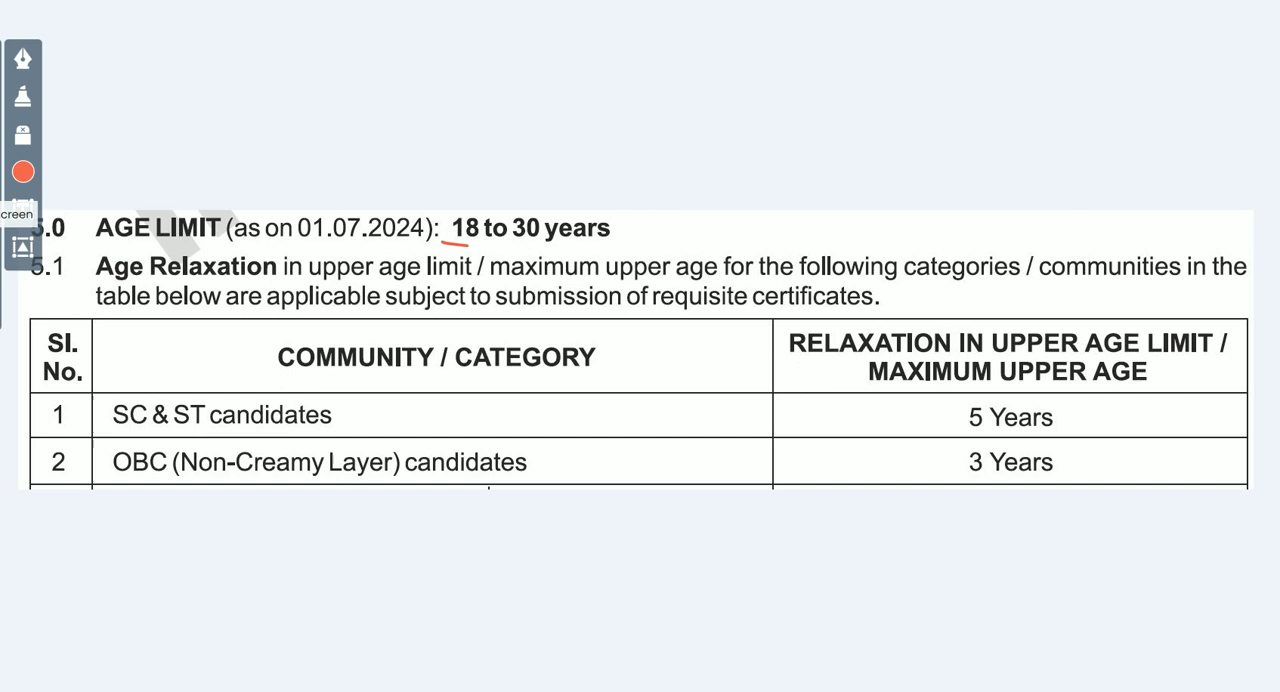 creen
5.0 AGE LIMIT (as on 01.07.2024): 18 to 30 years
5.1 Age Relaxation in upper age limit / maximum upper age for the following categories / communities in the
table below are applicable subject to submission of requisite certificates.
Sl. No. COMMUNITY / CATEGORY RELAXATION IN UPPER AGE LIMIT / MAXIMUM UPPER AGE
1 SC & ST candidates 5 Years
2 OBC (Non-Creamy Layer) candidates 3 Years